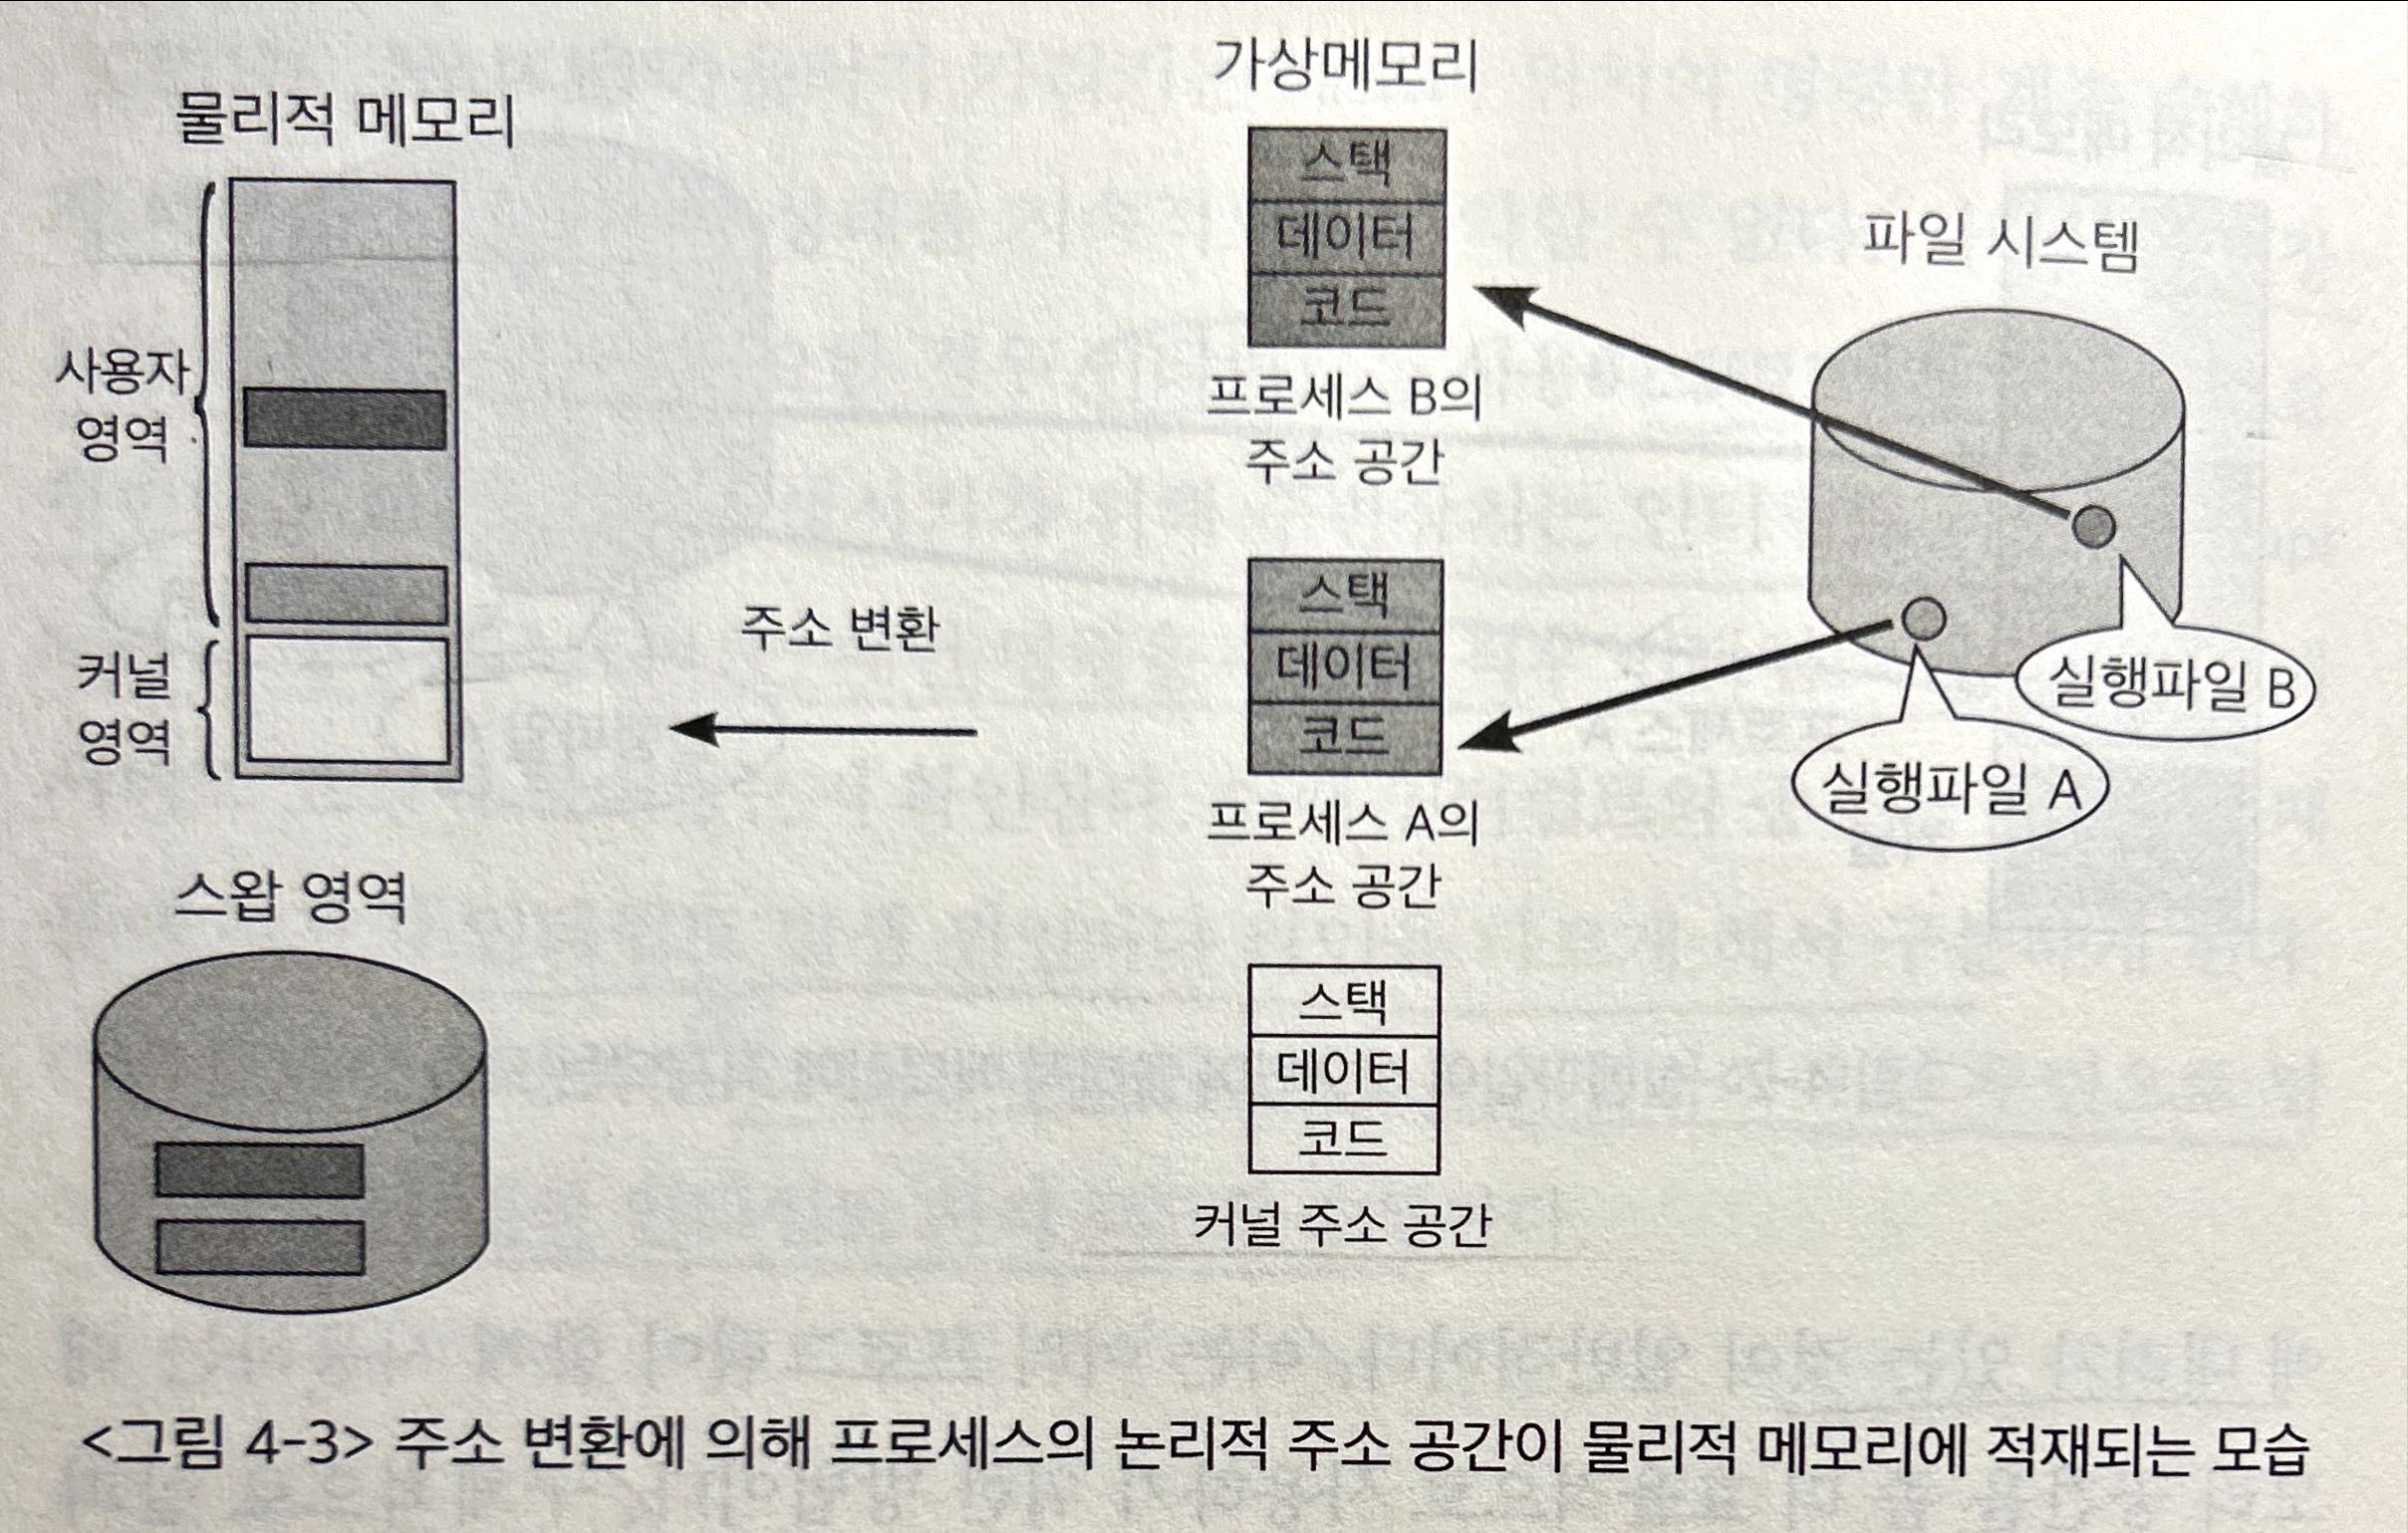 가상메모리
물리적 메모리
스택
데이터
코드
파일 시스템
사용자
영역
프로세스 B의
주소 공간
스택
데이터
코드
주소 변환
커널
영역
실행파일 B
실행파일 A
프로세스 A의
주소 공간
스왑 영역
스택
데이터
코드
커널 주소 공간
<그림 4-3> 주소 변환에 의해 프로세스의 논리적 주소 공간이 물리적 메모리에 적재되는 모습